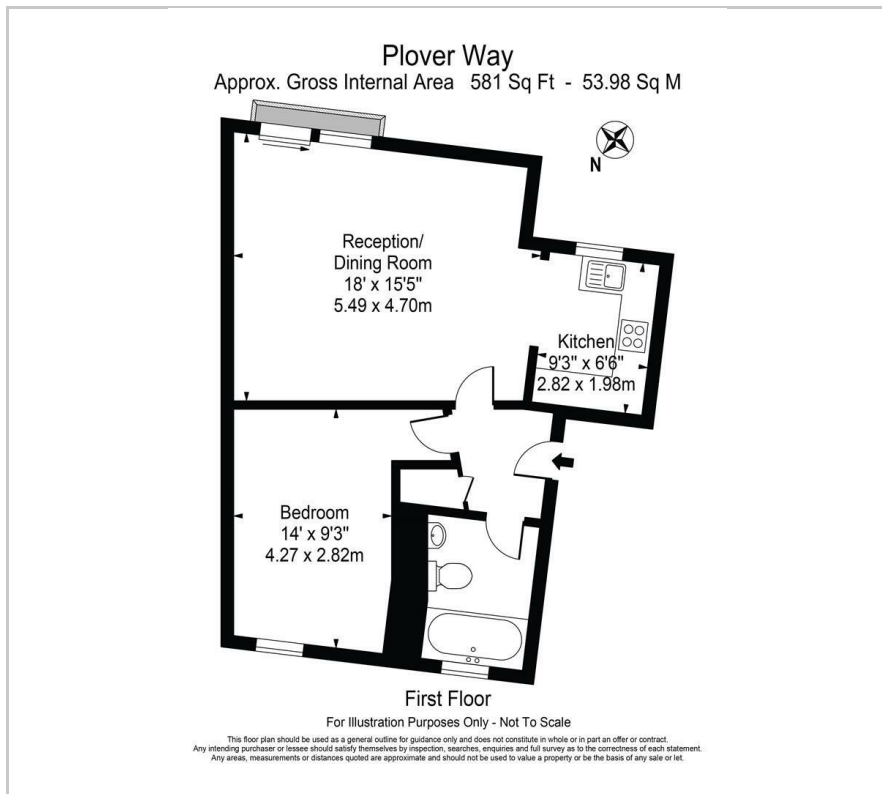 Plover Way
Approx. Gross Internal Area 581 Sq Ft - 53.98 Sq M
N
Reception/
Dining Room
18' x 15'5"
5.49 x 4.70m
Kitchen
9'3" x 6'6"
2.82 x 1.98m
Bedroom
14' x 9'3"
4.27 x 2.82m
First Floor
For Illustration Purposes Only - Not To Scale
This floor plan should be used as a general outline for guidance only and does not constitute in whole or in part an offer or contract.
Any intending purchaser or lessee should satisfy themselves by inspection, searches, enquiries and full survey as to the correctness of each statement.
Any areas, measurements or distances quoted are approximate and should not be used to value a property or be the basis of any sale or let.